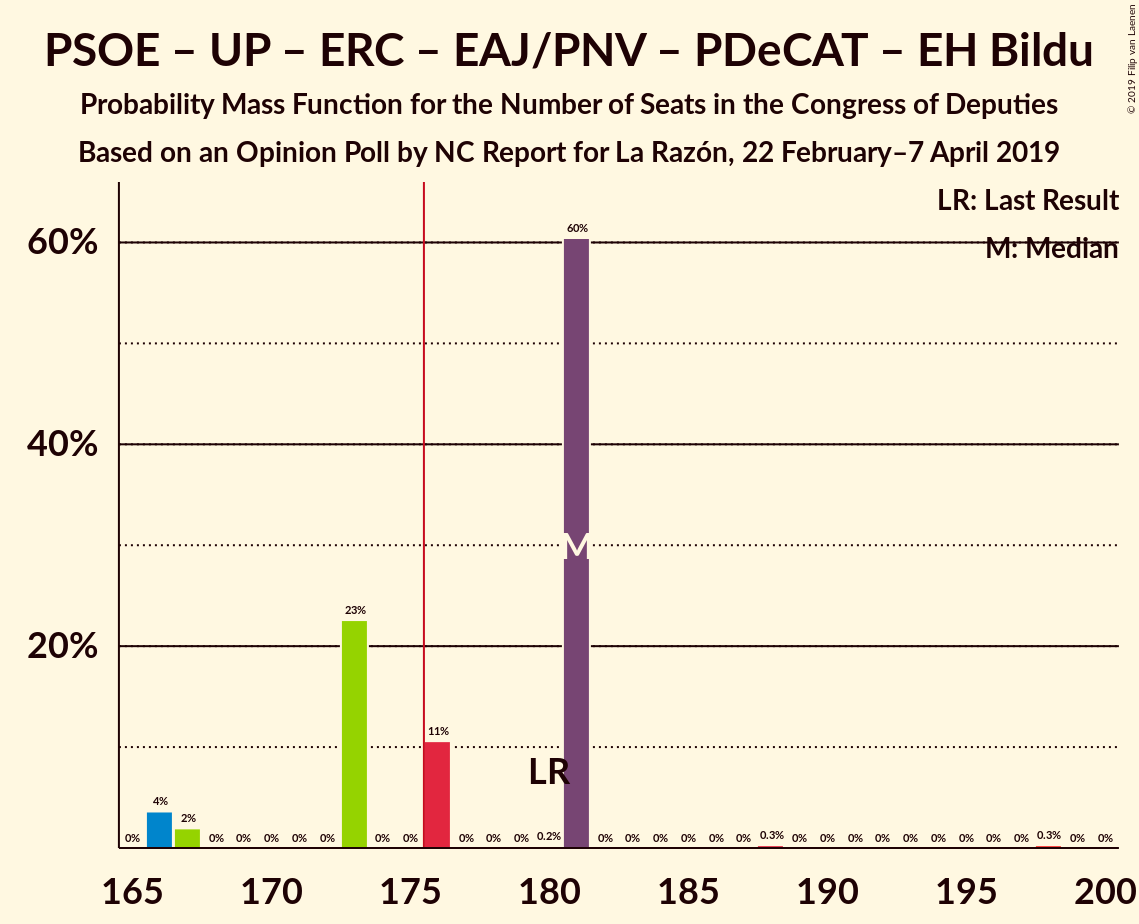 PSOE – UP – ERC – EAJ/PNV – PDeCAT – EH Bildu
Probability Mass Function for the Number of Seats in the Congress of Deputies
Based on an Opinion Poll by NC Report for La Razón, 22 February–7 April 2019
© 2019 Filip van Laenen
LR: Last Result
M: Median
60%
40%
20%
0% 4% 2% 0% 0% 0% 0% 0% 23% 0% 0% 11% 0% 0% 0% 0.2% 60% 0% 0% 0% 0% 0% 0% 0.3% 0% 0% 0% 0% 0% 0% 0% 0% 0% 0.3% 0% 0%
M
LR
165 170 175 180 185 190 195 200